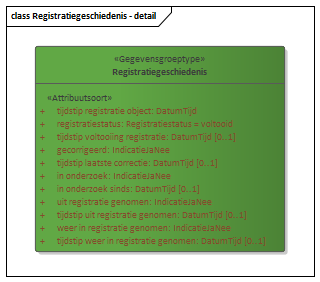 class Registratiegeschiedenis - detail
«Gegevensgroeptype»
Registratiegeschiedenis
«Attribuutsoort»
+ tijdstip registratie object: DatumTijd
+ registratiestatus: Registratiestatus = voltooid
+ tijdstip voltooiing registratie: DatumTijd [0..1]
+ gecorrigeerd: IndicatieJaNee
+ tijdstip laatste correctie: DatumTijd [0..1]
+ in onderzoek: IndicatieJaNee
+ in onderzoek sinds: DatumTijd [0..1]
+ uit registratie genomen: IndicatieJaNee
+ tijdstip uit registratie genomen: DatumTijd [0..1]
+ weer in registratie genomen: IndicatieJaNee
+ tijdstip weer in registratie genomen: DatumTijd [0..1]